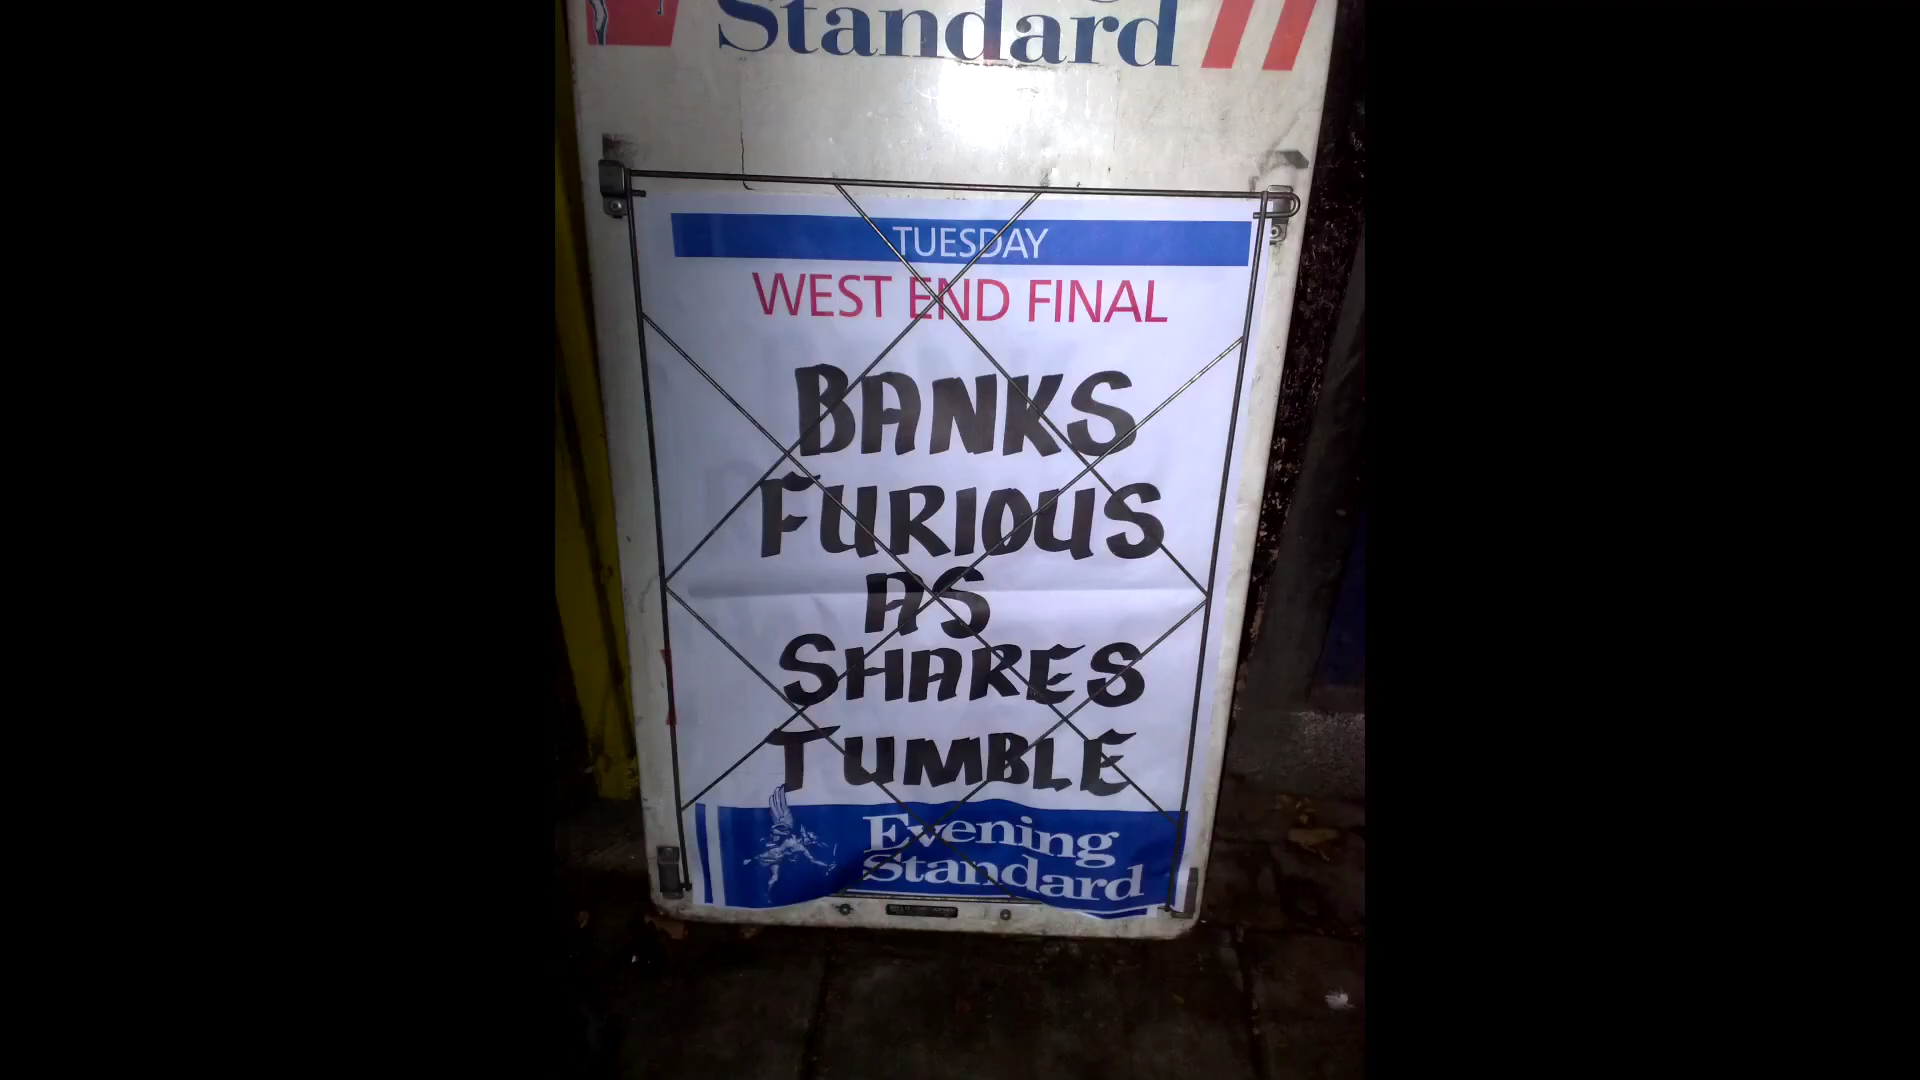 Standard
TUESDAY
WEST END FINAL
BANKS
FURIOUS
AS
SHARES
TUMBLE
Evening
Standard